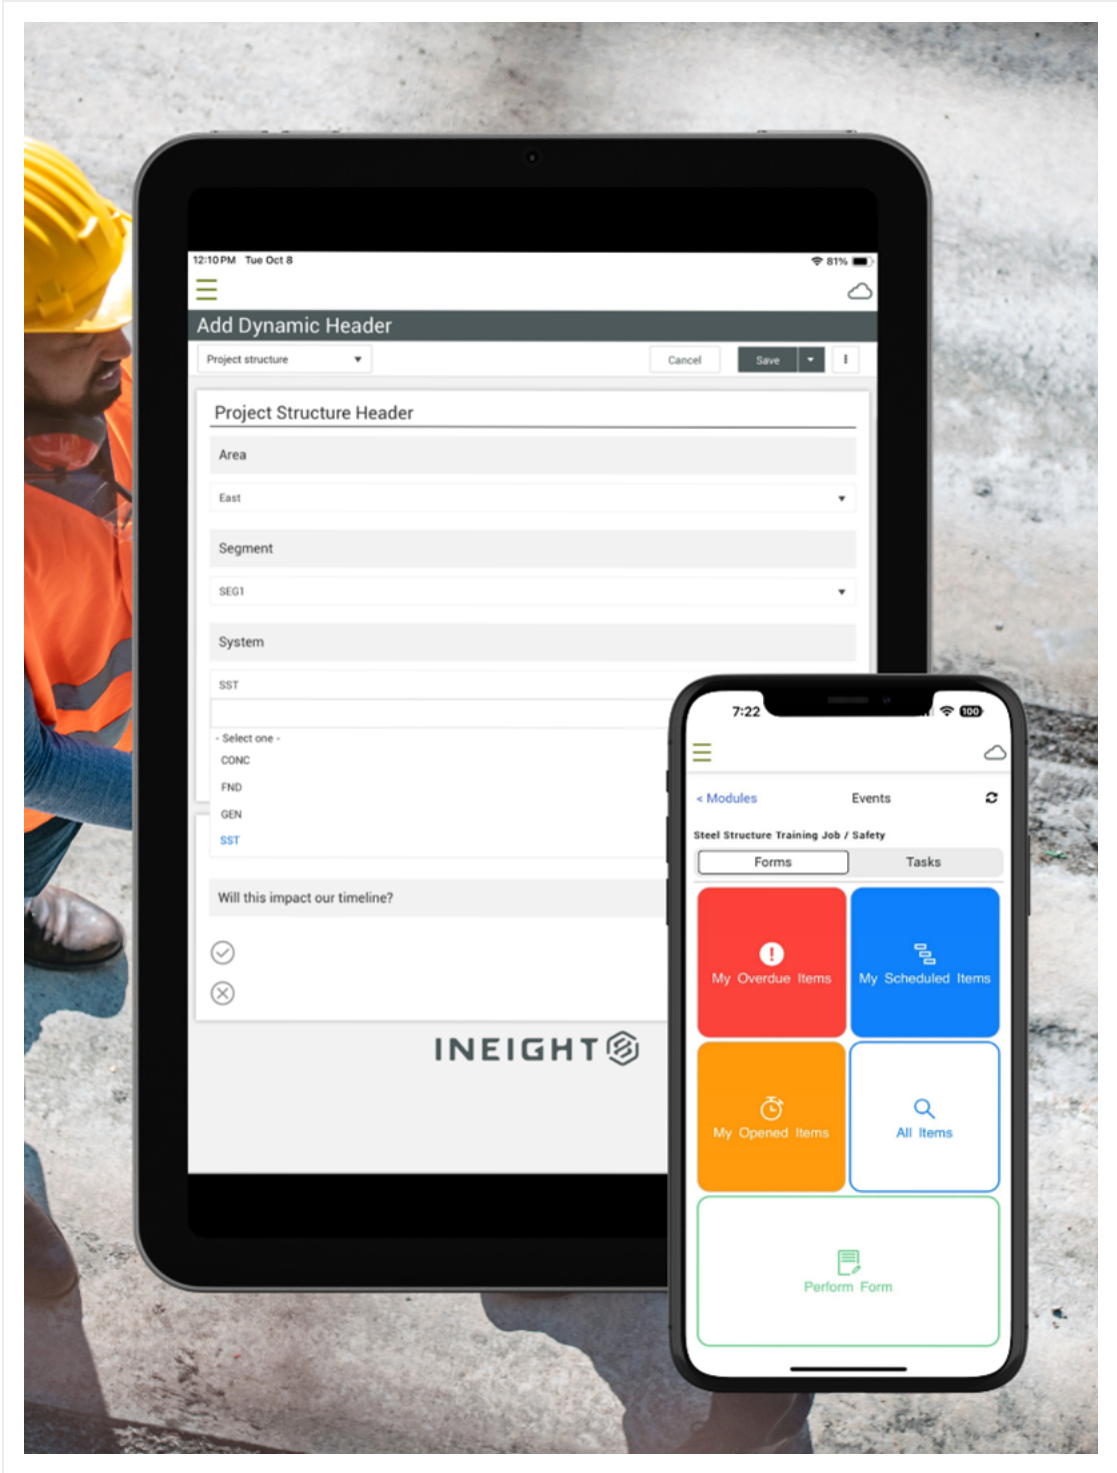 12:10 PM Tue Oct 8
81%
Add Dynamic Header
Project structure
Cancel
Save
Project Structure Header
Area
East
Segment
SEG1
System
SST
- Select one -
CONC
FND
GEN
SST
Will this impact our timeline?
INEIGHT
7:22
100
< Modules
Events
Steel Structure Training Job / Safety
Forms
Tasks
My Overdue Items
My Scheduled Items
My Opened Items
All Items
Perform Form